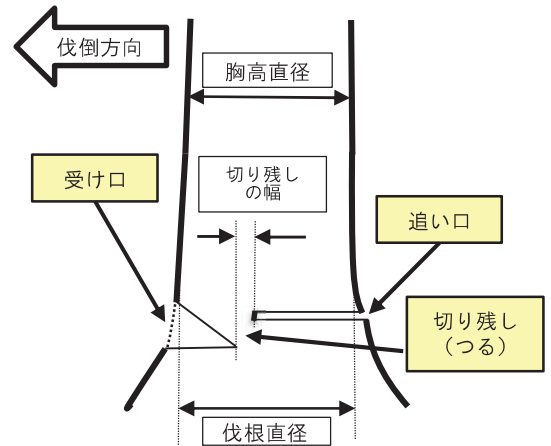 伐倒方向
胸高直径
受け口
切り残し
の幅
追い口
切り残し
（つる）
伐根直径